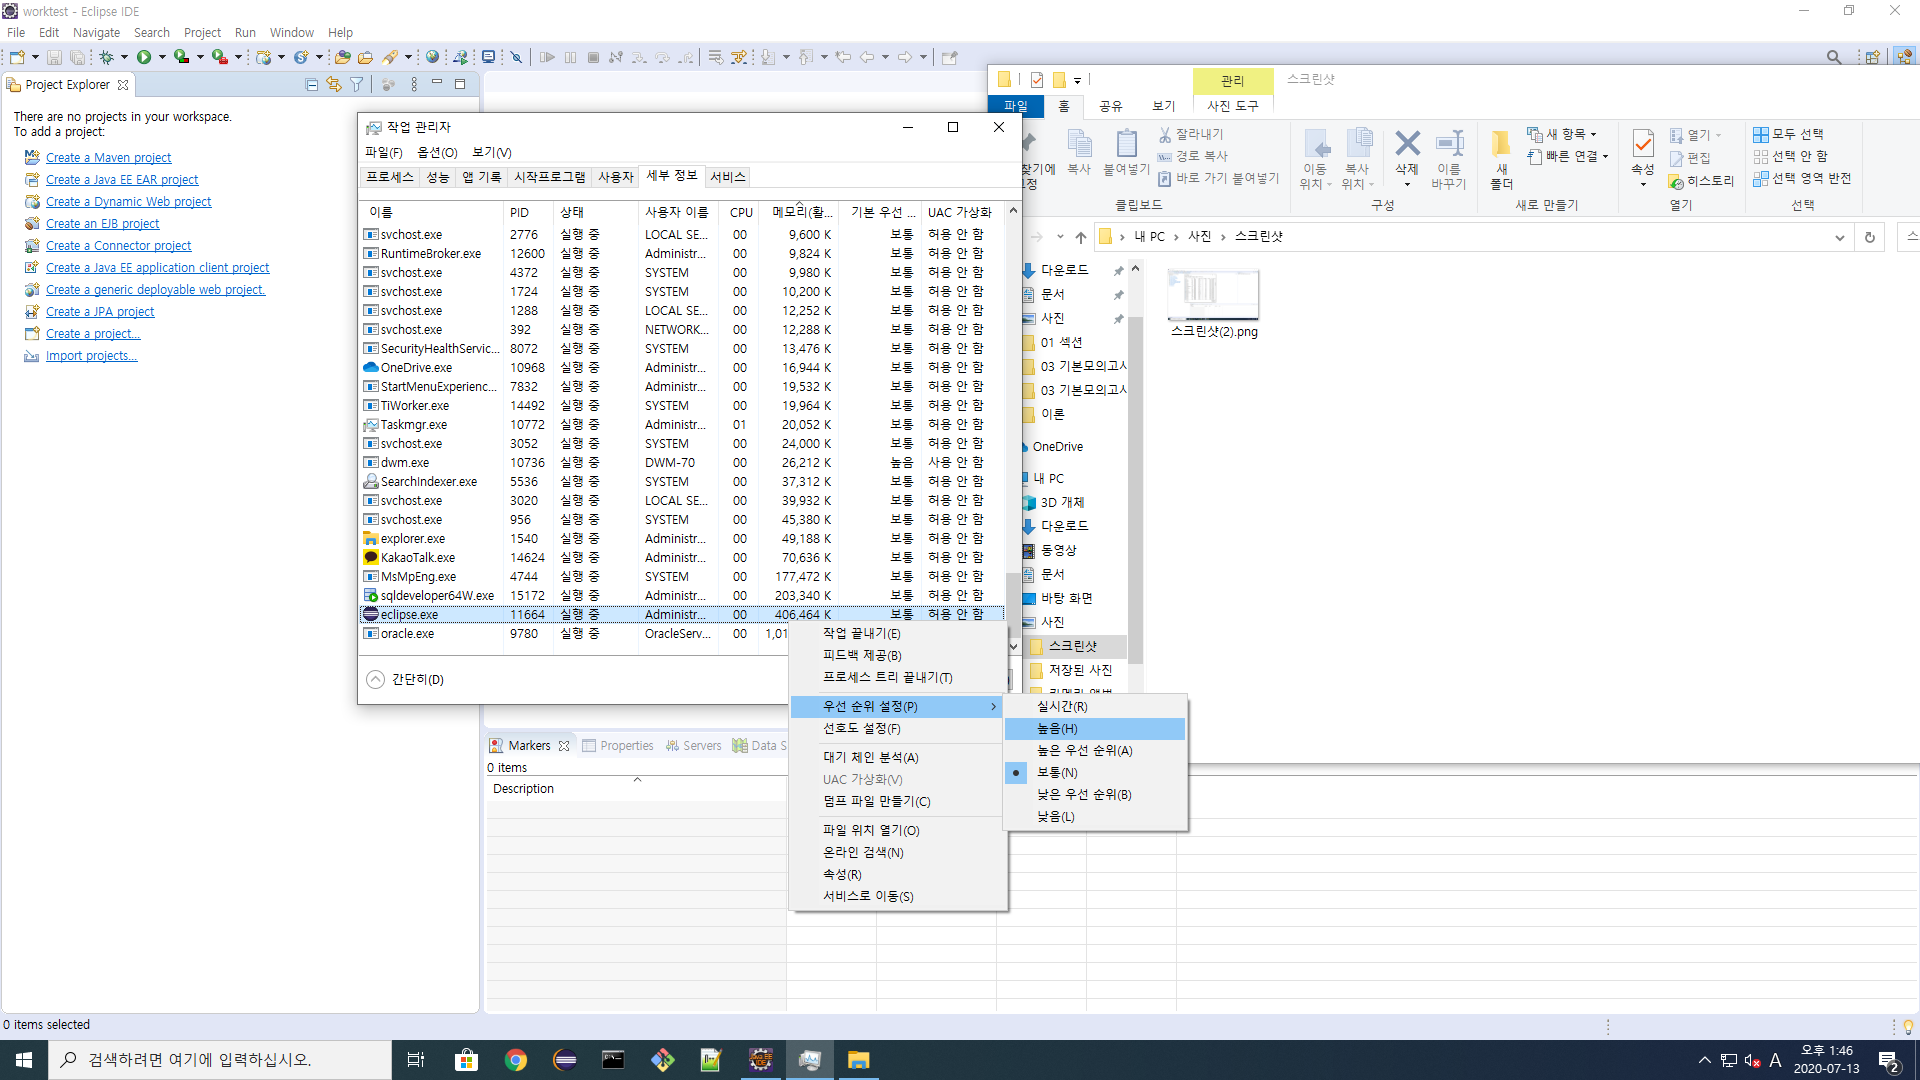 worktest - Eclipse IDE
File Edit Navigate Search Project Run Window Help
Project Explorer
There are no projects in your workspace.
To add a project:
Create a Maven project
Create a Java EE EAR project
Create a Dynamic Web project
Create an EJB project
Create a Connector project
Create a Java EE application client project
Create a generic deployable web project.
Create a JPA project
Create a project...
Import projects...
작업 관리자
파일(F) 옵션(O) 보기(V)
프로세스 성능 앱 기록 시작프로그램 사용자 세부 정보 서비스
이름 PID 상태 사용자 이름 CPU 메모리(활... 기본 우선 ... UAC 가상화
svchost.exe 2776 실행 중 LOCAL SE... 00 9,600 K 보통 허용 안 함
RuntimeBroker.exe 12600 실행 중 Administr... 00 9,824 K 보통 허용 안 함
svchost.exe 4372 실행 중 SYSTEM 00 9,980 K 보통 허용 안 함
svchost.exe 1724 실행 중 SYSTEM 00 10,200 K 보통 허용 안 함
svchost.exe 1288 실행 중 LOCAL SE... 00 12,252 K 보통 허용 안 함
svchost.exe 392 실행 중 NETWORK... 00 12,288 K 보통 허용 안 함
SecurityHealthServic... 8072 실행 중 SYSTEM 00 13,476 K 보통 허용 안 함
OneDrive.exe 10968 실행 중 Administr... 00 16,944 K 보통 허용 안 함
StartMenuExperienc... 7832 실행 중 Administr... 00 19,532 K 보통 허용 안 함
TiWorker.exe 14492 실행 중 SYSTEM 00 19,964 K 보통 허용 안 함
Taskmgr.exe 10772 실행 중 Administr... 01 20,052 K 보통 허용 안 함
svchost.exe 3052 실행 중 SYSTEM 00 24,000 K 보통 허용 안 함
dwm.exe 10736 실행 중 DWM-70 00 26,212 K 높음 사용 안 함
SearchIndexer.exe 5536 실행 중 SYSTEM 00 37,312 K 보통 허용 안 함
svchost.exe 3020 실행 중 LOCAL SE... 00 39,932 K 보통 허용 안 함
svchost.exe 956 실행 중 SYSTEM 00 45,380 K 보통 허용 안 함
explorer.exe 1540 실행 중 Administr... 00 49,188 K 보통 허용 안 함
KakaoTalk.exe 14624 실행 중 Administr... 00 70,636 K 보통 허용 안 함
MsMpEng.exe 4744 실행 중 SYSTEM 00 177,472 K 보통 허용 안 함
sqldeveloper64W.exe 15172 실행 중 Administr... 00 203,340 K 보통 허용 안 함
eclipse.exe 11664 실행 중 Administr... 00 406,464 K 보통 허용 안 함
oracle.exe 9780 실행 중 OracleServ... 00 1,01
간단히(D)
작업 끝내기(E)
피드백 제공(B)
프로세스 트리 끝내기(T)
우선 순위 설정(P)
선호도 설정(F)
대기 체인 분석(A)
UAC 가상화(V)
덤프 파일 만들기(C)
파일 위치 열기(O)
온라인 검색(N)
속성(R)
서비스로 이동(S)
실시간(R)
높음(H)
높은 우선 순위(A)
보통(N)
낮은 우선 순위(B)
낮음(L)
관리 스크린샷
파일 홈 공유 보기 사진 도구
찾기에 복사 붙여넣기 잘라내기
경로 복사
바로 가기 붙여넣기
클립보드
이동 위치 복사 위치 삭제 이름 바꾸기
구성
새 폴더 새 항목
빠른 연결
새로 만들기
속성 열기
편집
히스토리
열기
모두 선택
선택 안 함
선택 영역 반전
선택
내 PC 사진 스크린샷
다운로드
문서
사진
01 섹션
03 기본모의고사
03 기본모의고사
이론
OneDrive
내 PC
3D 개체
다운로드
동영상
문서
바탕 화면
사진
스크린샷
저장된 사진
스크린샷(2).png
Markers Properties Servers Data S
0 items
Description
0 items selected
검색하려면 여기에 입력하십시오.
A
오후 1:46
2020-07-13
2